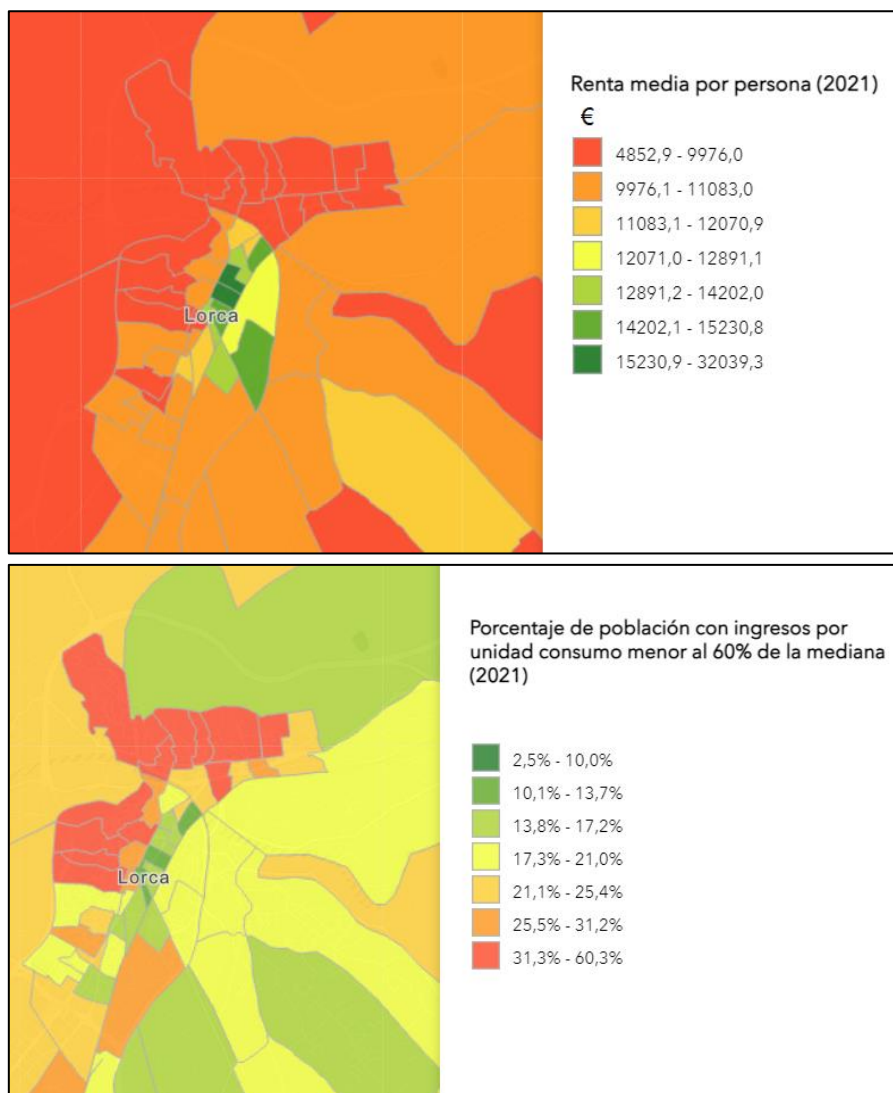 Renta media por persona (2021)
€
4852,9 - 9976,0
9976,1 - 11083,0
11083,1 - 12070,9
12071,0 - 12891,1
12891,2 - 14202,0
14202,1 - 15230,8
15230,9 - 32039,3
Lorca
Porcentaje de población con ingresos por
unidad consumo menor al 60% de la mediana
(2021)
2,5% - 10,0%
10,1% - 13,7%
13,8% - 17,2%
17,3% - 21,0%
21,1% - 25,4%
25,5% - 31,2%
31,3% - 60,3%
Lorca